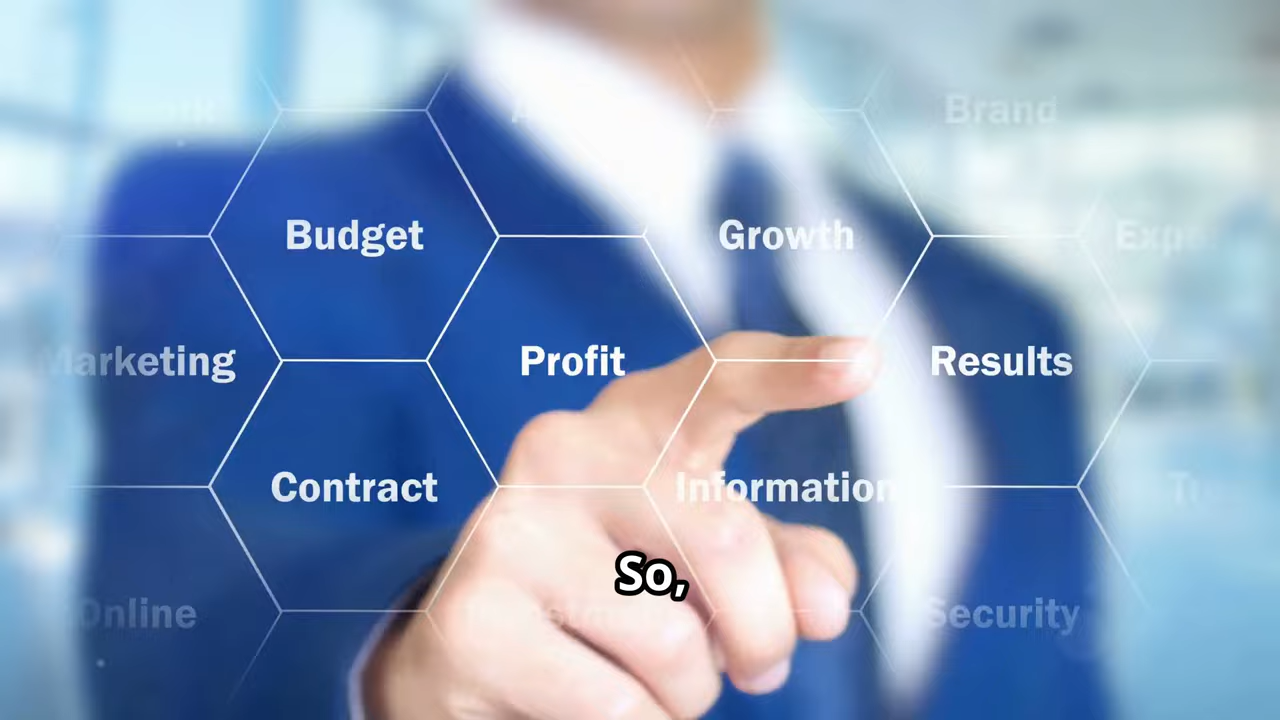 Brand
Budget
Growth
Marketing
Profit
Results
Contract
Information
So,
Online
Security